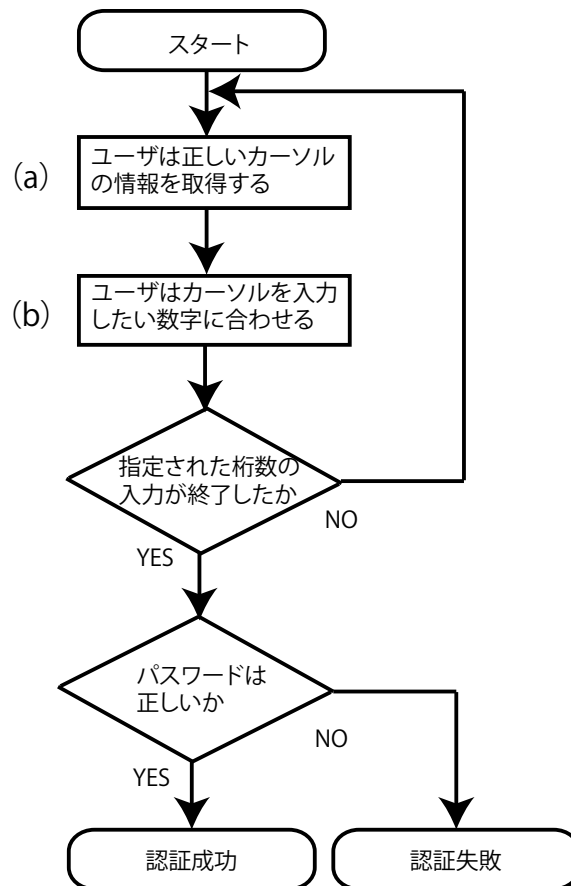 スタート
(a)
ユーザは正しいカーソル
の情報を取得する
(b)
ユーザはカーソルを入力
したい数字に合わせる
指定された桁数の
入力が終了したか
NO
YES
パスワードは
正しいか
NO
YES
認証成功
認証失敗